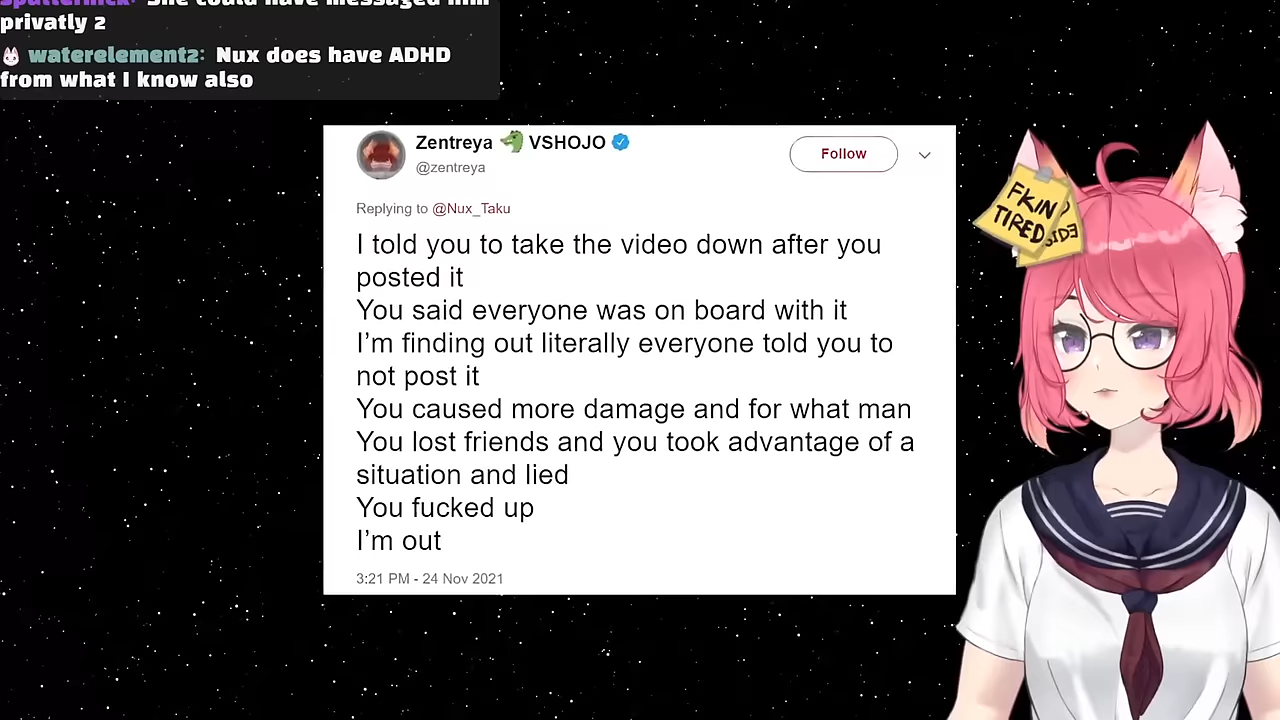 privatly 2
waterelement2: Nux does have ADHD
from what I know also
Zentreya VSHOJO
@zentreya
Follow
Replying to @Nux_Taku
I told you to take the video down after you
posted it
You said everyone was on board with it
I'm finding out literally everyone told you to
not post it
You caused more damage and for what man
You lost friends and you took advantage of a
situation and lied
You fucked up
I'm out
3:21 PM - 24 Nov 2021
FKIN
TIRED